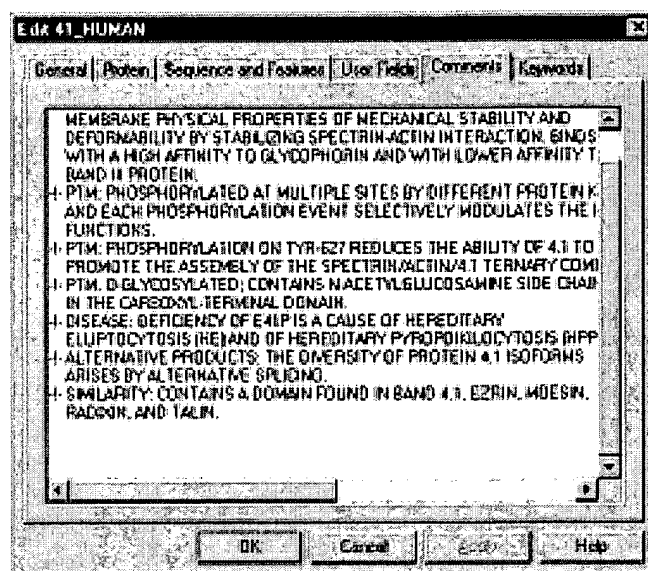 Edit 41_HUMAN
General Protein Sequence and Features User Fields Comments Keywords
MEMBRANE PHYSICAL PROPERTIES OF MECHANICAL STABILITY AND
DEFORMABILITY BY STABILIZING SPECTRIN-ACTIN INTERACTION. BINDS
WITH A HIGH AFFINITY TO GLYCOPHORIN AND WITH LOWER AFFINITY T
BAND III PROTEIN.
-!- PTM: PHOSPHORYLATED AT MULTIPLE SITES BY DIFFERENT PROTEIN K
AND EACH PHOSPHORYLATION EVENT SELECTIVELY MODULATES THE
FUNCTIONS.
-!- PTM: PHOSPHORYLATION ON TYR-627 REDUCES THE ABILITY OF 4.1 TO
PROMOTE THE ASSEMBLY OF THE SPECTRIN/ACTIN/4.1 TERNARY COM
-!- PTM: O-GLYCOSYLATED; CONTAINS N-ACETYLGLUCOSAMINE SIDE CHAI
IN THE CARBOXYL-TERMINAL DOMAIN.
-!- DISEASE: DEFICIENCY OF E41P IS A CAUSE OF HEREDITARY
ELLIPTOCYTOSIS (HE) AND OF HEREDITARY PYROPOIKILOCYTOSIS (HPP
-!- ALTERNATIVE PRODUCTS: THE DIVERSITY OF PROTEIN 4.1 ISOFORMS
ARISES BY ALTERNATIVE SPLICING.
-!- SIMILARITY: CONTAINS A DOMAIN FOUND IN BAND 4.1, EZRIN, MOESIN,
RADIXIN, AND TALIN.
OK Cancel Apply Help